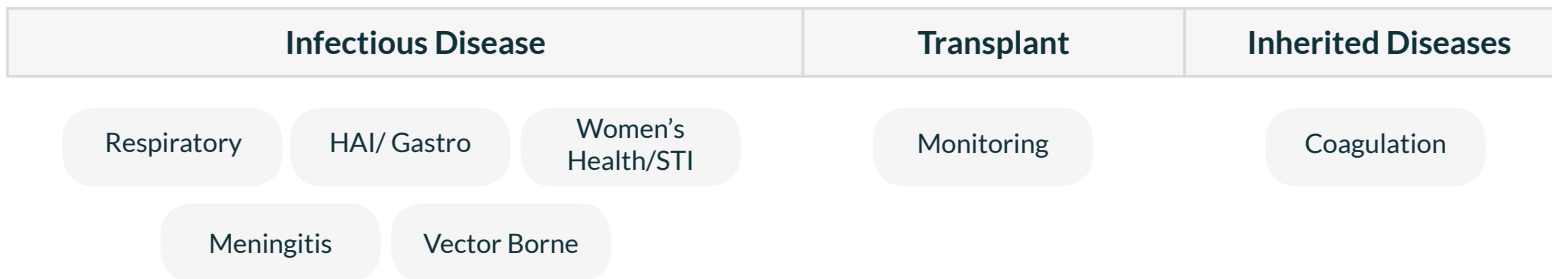 Infectious Disease
Transplant
Inherited Diseases
Respiratory
HAI/ Gastro
Women’s
Health/STI
Monitoring
Coagulation
Meningitis
Vector Borne